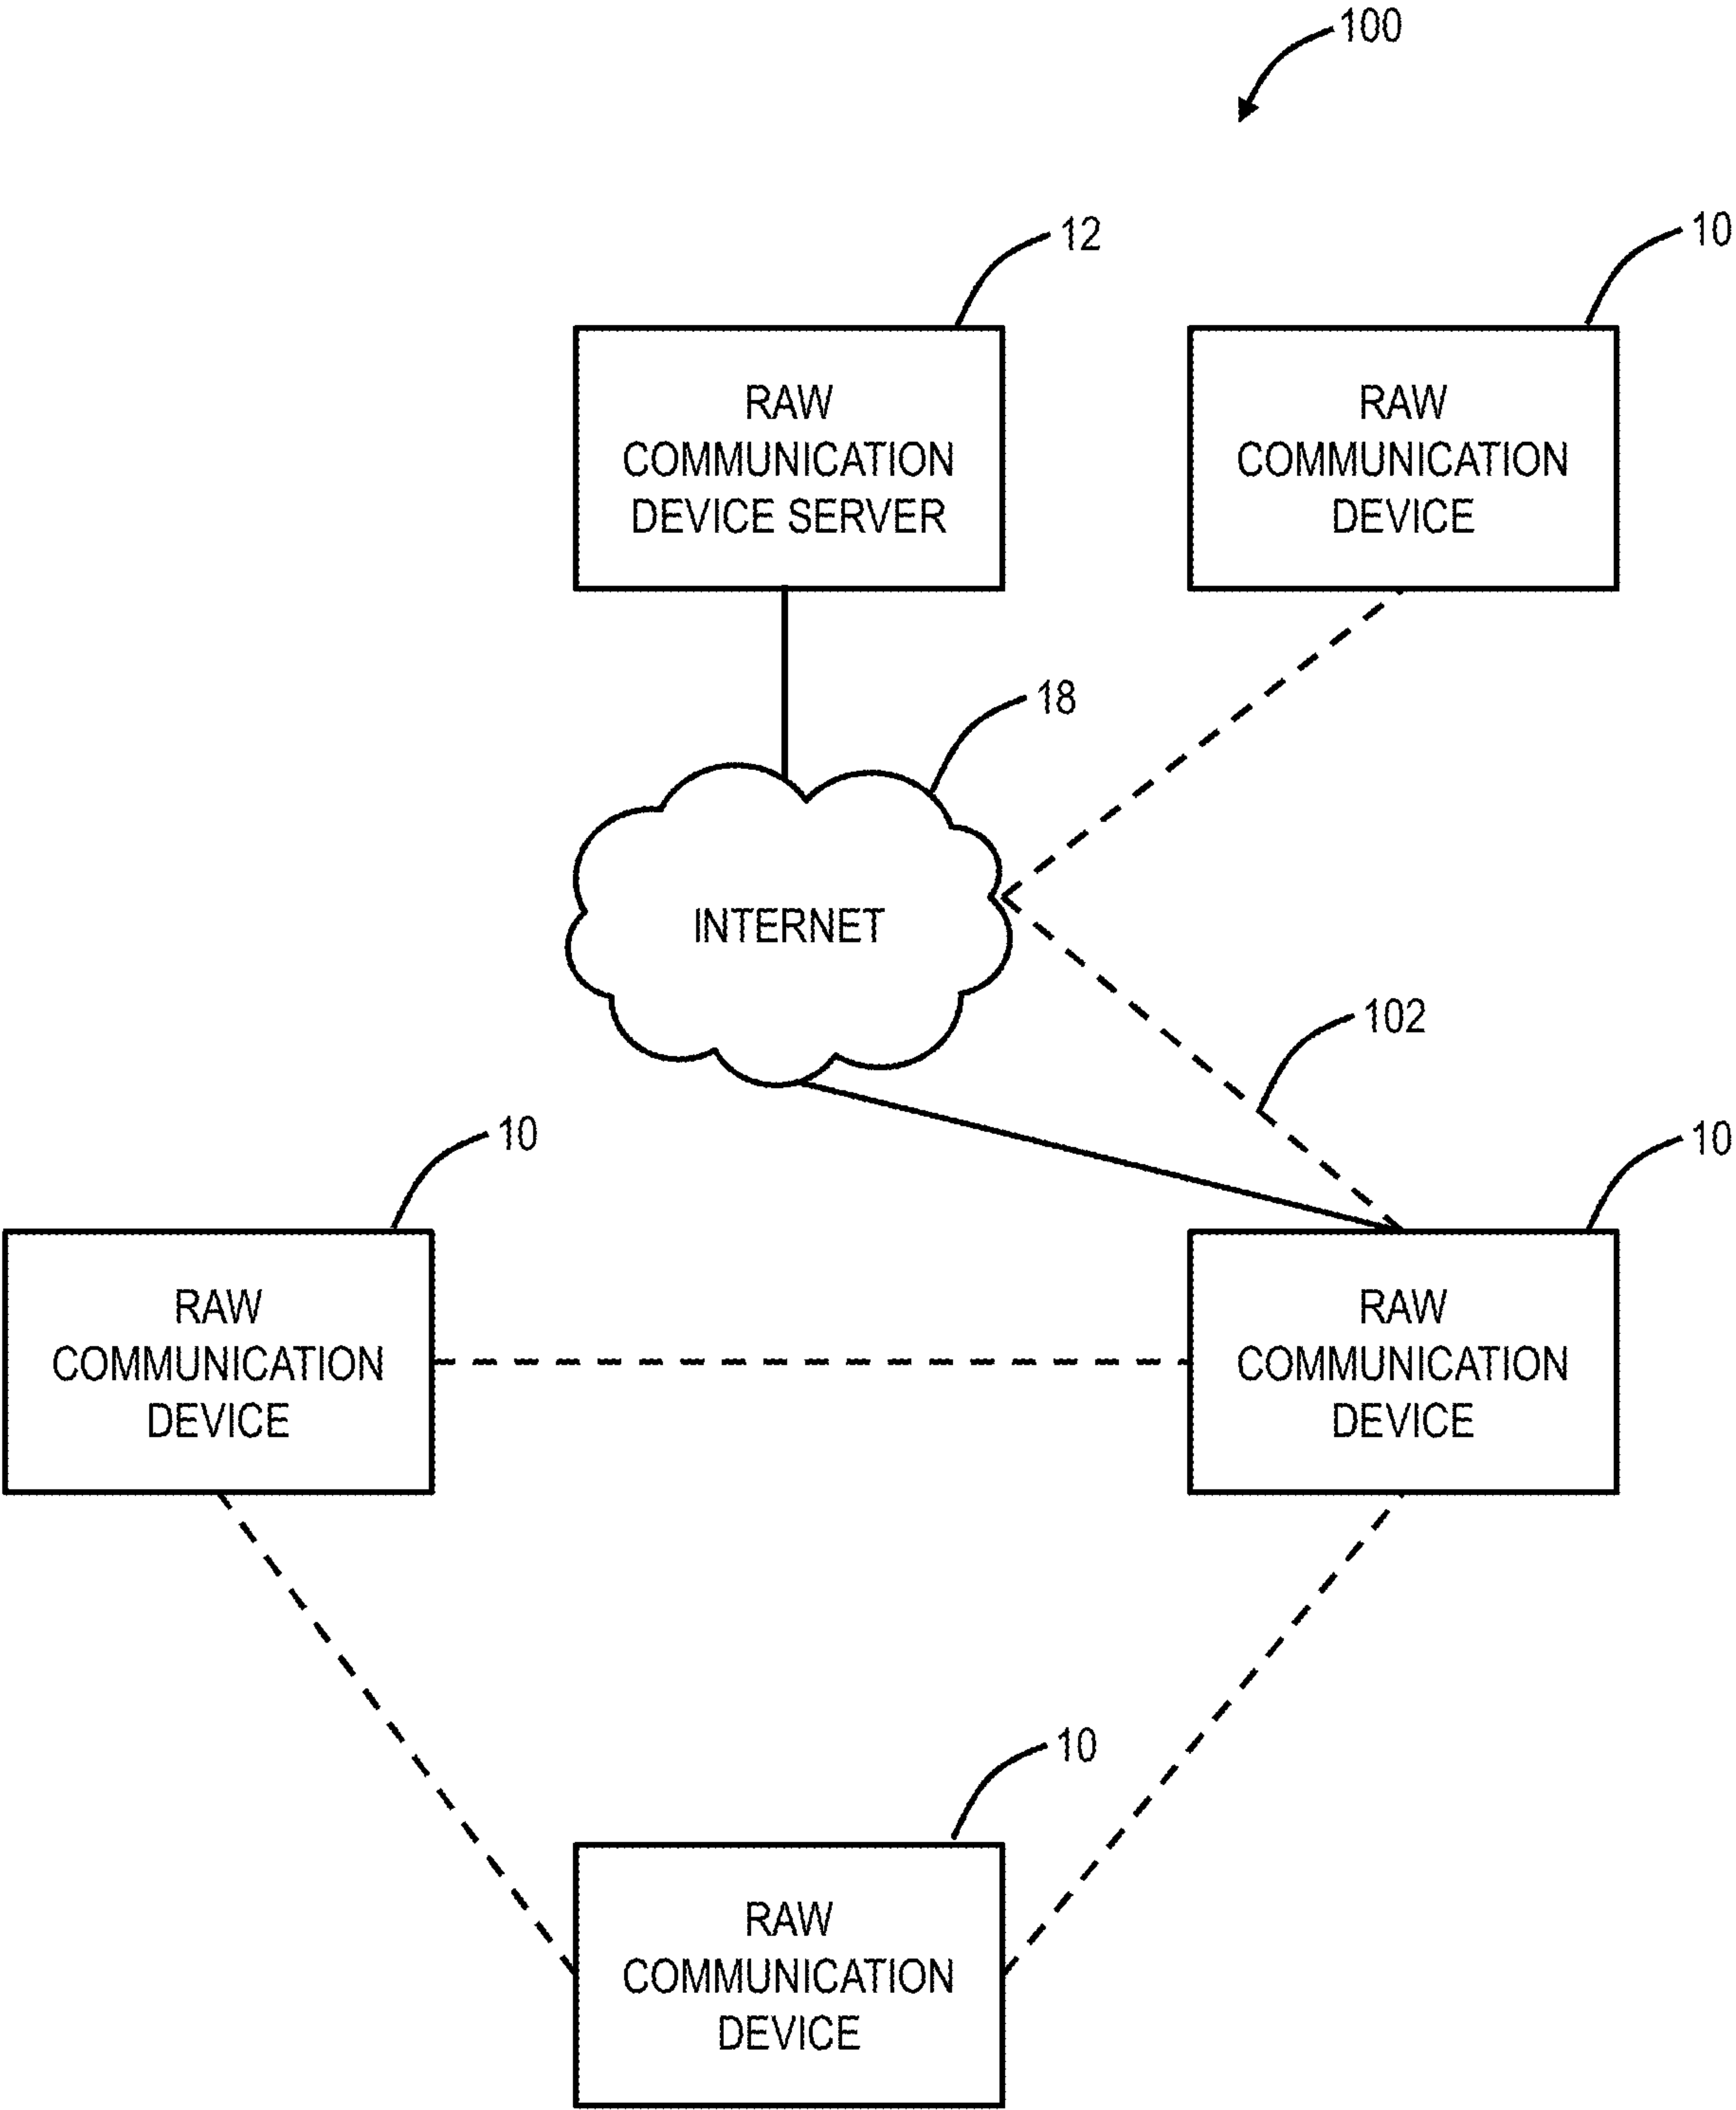 100
12
10
RAW
COMMUNICATION
DEVICE SERVER
RAW
COMMUNICATION
DEVICE
18
INTERNET
102
10
10
RAW
COMMUNICATION
DEVICE
RAW
COMMUNICATION
DEVICE
10
RAW
COMMUNICATION
DEVICE